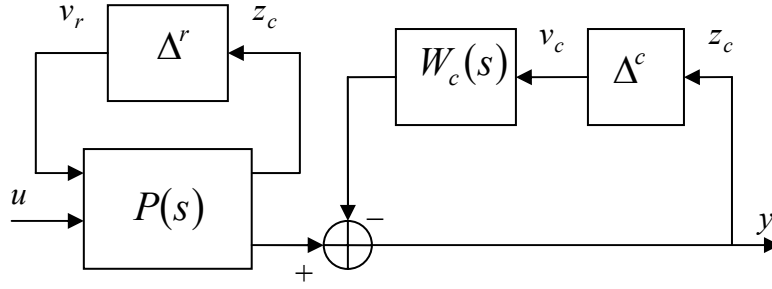 v_r Δ^r z_c
W_c(s) v_c Δ^c z_c
u P(s) + − y